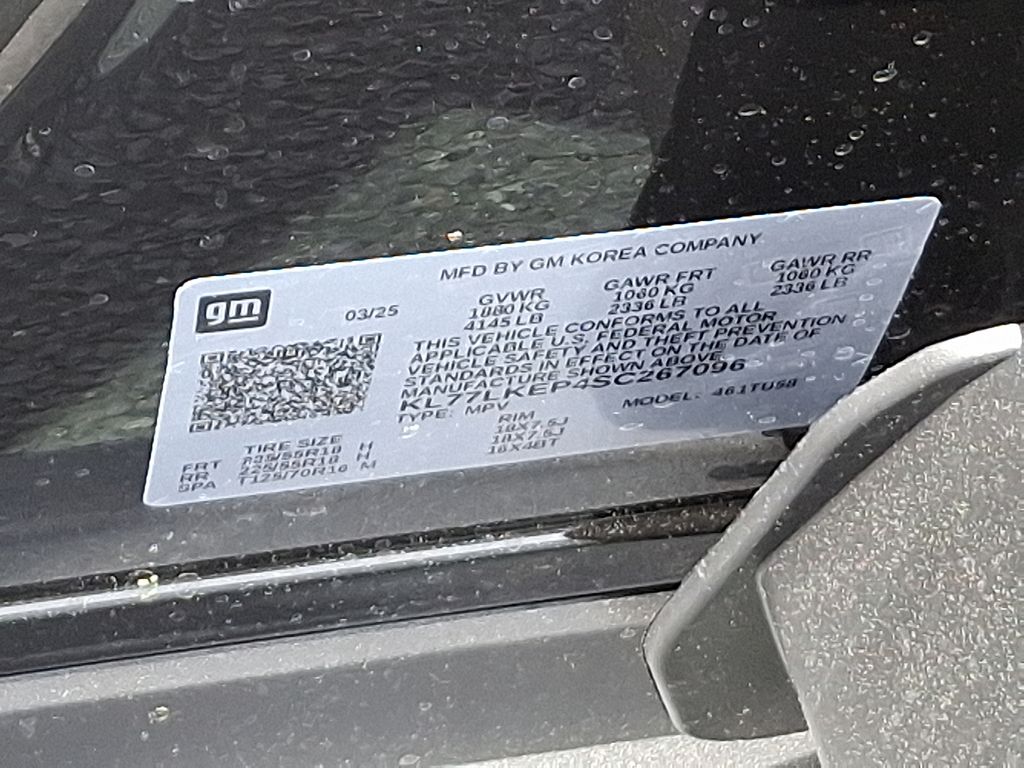 MFD BY GM KOREA COMPANY
gm
03/25
GVWR GAWR FRT GAWR RR
1880 KG 1060 KG 1060 KG
4145 LB 2336 LB 2336 LB
THIS VEHICLE CONFORMS TO ALL
APPLICABLE U.S. FEDERAL MOTOR
VEHICLE SAFETY, AND THEFT PREVENTION
STANDARDS IN EFFECT ON THE DATE OF
MANUFACTURE SHOWN ABOVE
KL77LKEP4SC267096
TYPE: MPV MODEL: 461TU58
TIRE SIZE RIM
FRT 225/55R18 H 18X7.5J
RR 225/55R18 H 18X7.5J
SPA T125/70R16 M 16X4BT